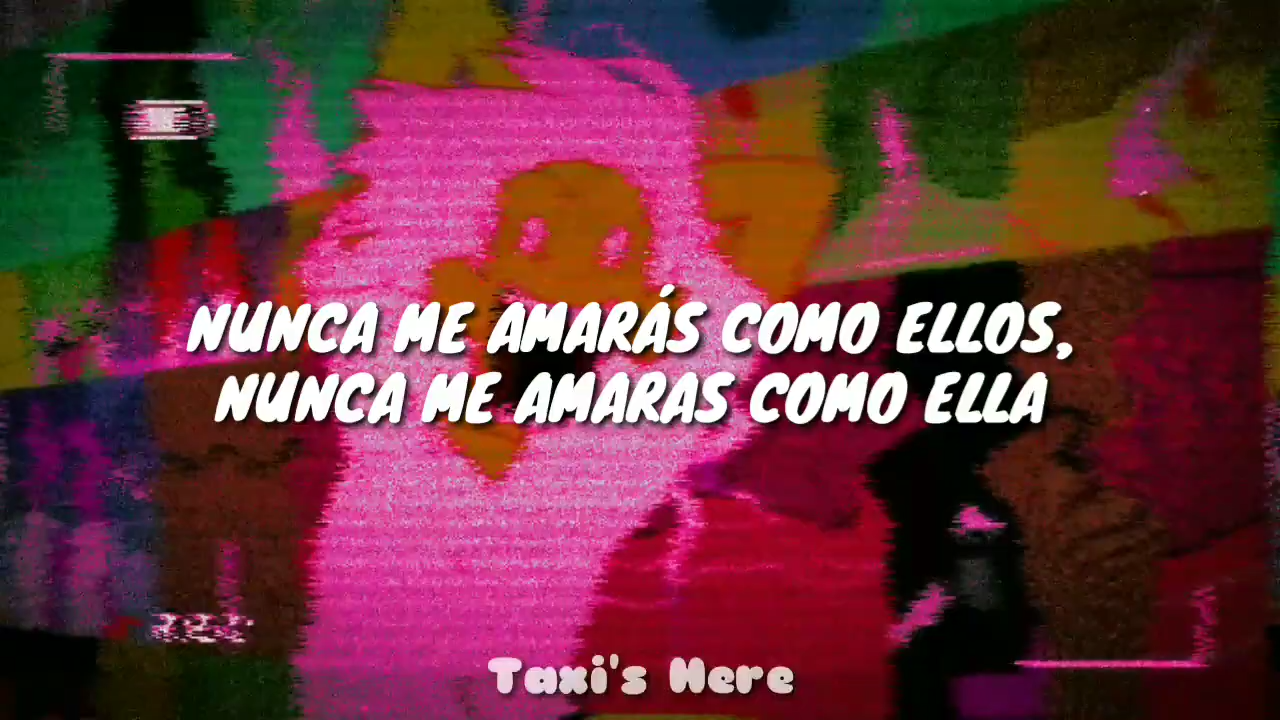 NUNCA ME AMARÁS COMO ELLOS,
NUNCA ME AMARAS COMO ELLA
Taxi's Here